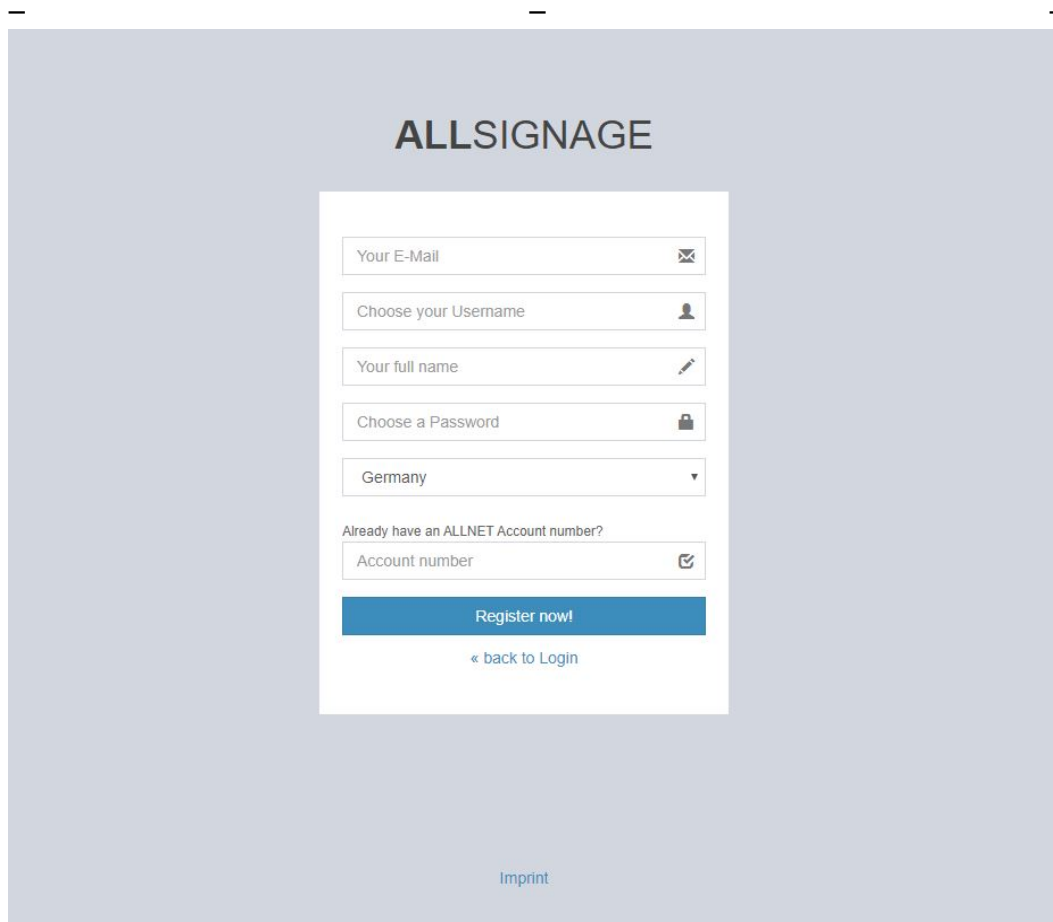 ALLSIGNAGE
Your E-Mail
Choose your Username
Your full name
Choose a Password
Germany
Already have an ALLNET Account number?
Account number
Register now!
« back to Login
Imprint